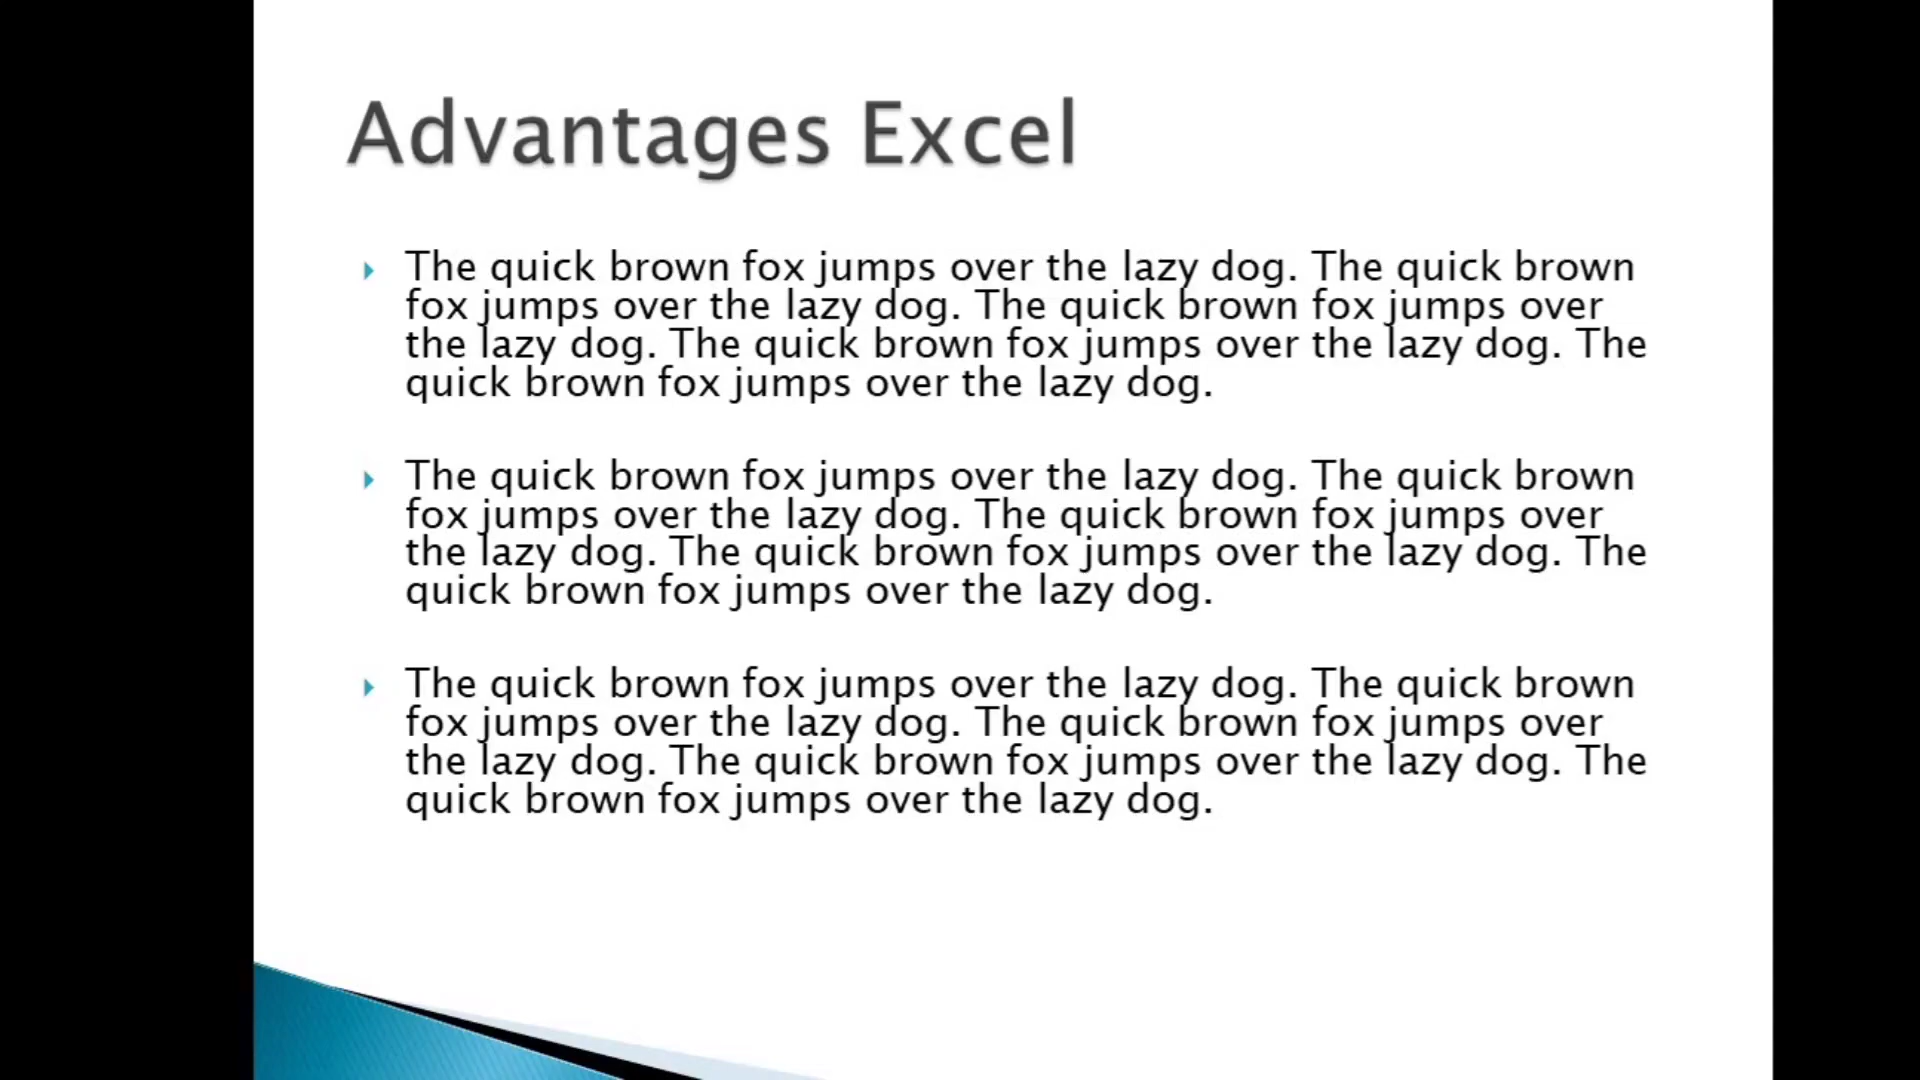 Advantages Excel
The quick brown fox jumps over the lazy dog. The quick brown
fox jumps over the lazy dog. The quick brown fox jumps over
the lazy dog. The quick brown fox jumps over the lazy dog. The
quick brown fox jumps over the lazy dog.
The quick brown fox jumps over the lazy dog. The quick brown
fox jumps over the lazy dog. The quick brown fox jumps over
the lazy dog. The quick brown fox jumps over the lazy dog. The
quick brown fox jumps over the lazy dog.
The quick brown fox jumps over the lazy dog. The quick brown
fox jumps over the lazy dog. The quick brown fox jumps over
the lazy dog. The quick brown fox jumps over the lazy dog. The
quick brown fox jumps over the lazy dog.